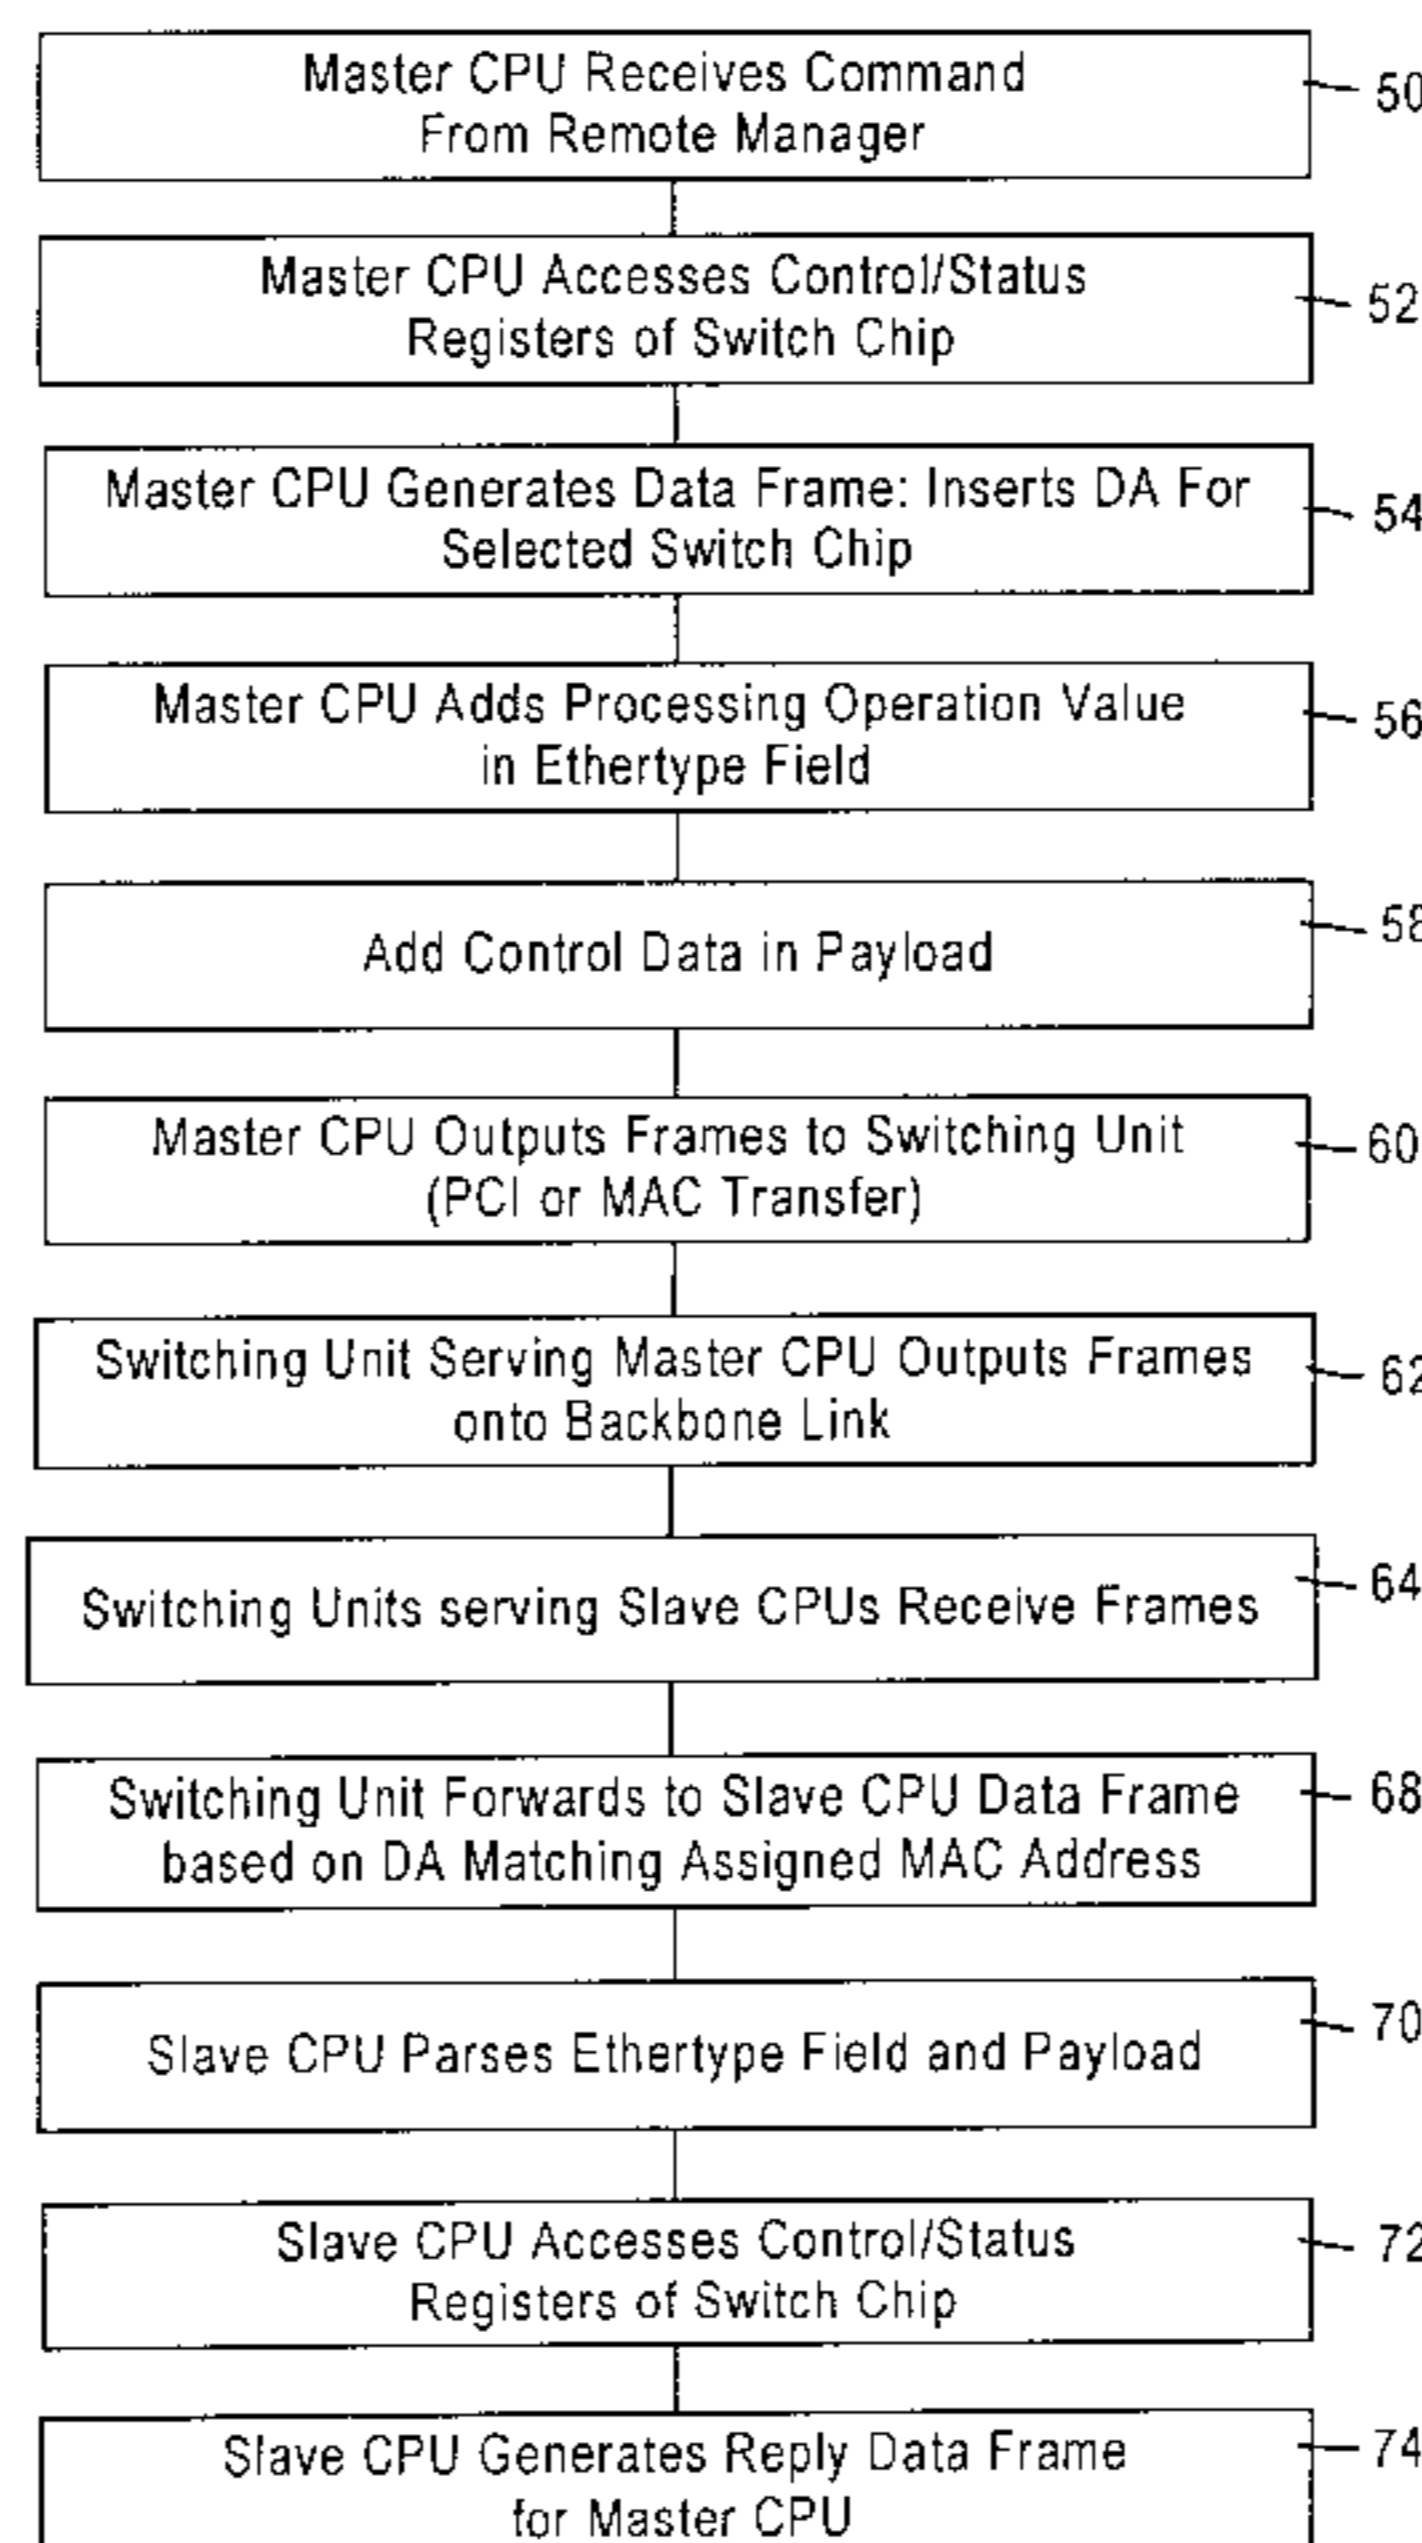 Master CPU Receives Command
From Remote Manager
50
Master CPU Accesses Control/Status
Registers of Switch Chip
52
Master CPU Generates Data Frame: Inserts DA For
Selected Switch Chip
54
Master CPU Adds Processing Operation Value
in Ethertype Field
56
Add Control Data in Payload
58
Master CPU Outputs Frames to Switching Unit
(PCI or MAC Transfer)
60
Switching Unit Serving Master CPU Outputs Frames
onto Backbone Link
62
Switching Units serving Slave CPUs Receive Frames
64
Switching Unit Forwards to Slave CPU Data Frame
based on DA Matching Assigned MAC Address
68
Slave CPU Parses Ethertype Field and Payload
70
Slave CPU Accesses Control/Status
Registers of Switch Chip
72
Slave CPU Generates Reply Data Frame
for Master CPU
74